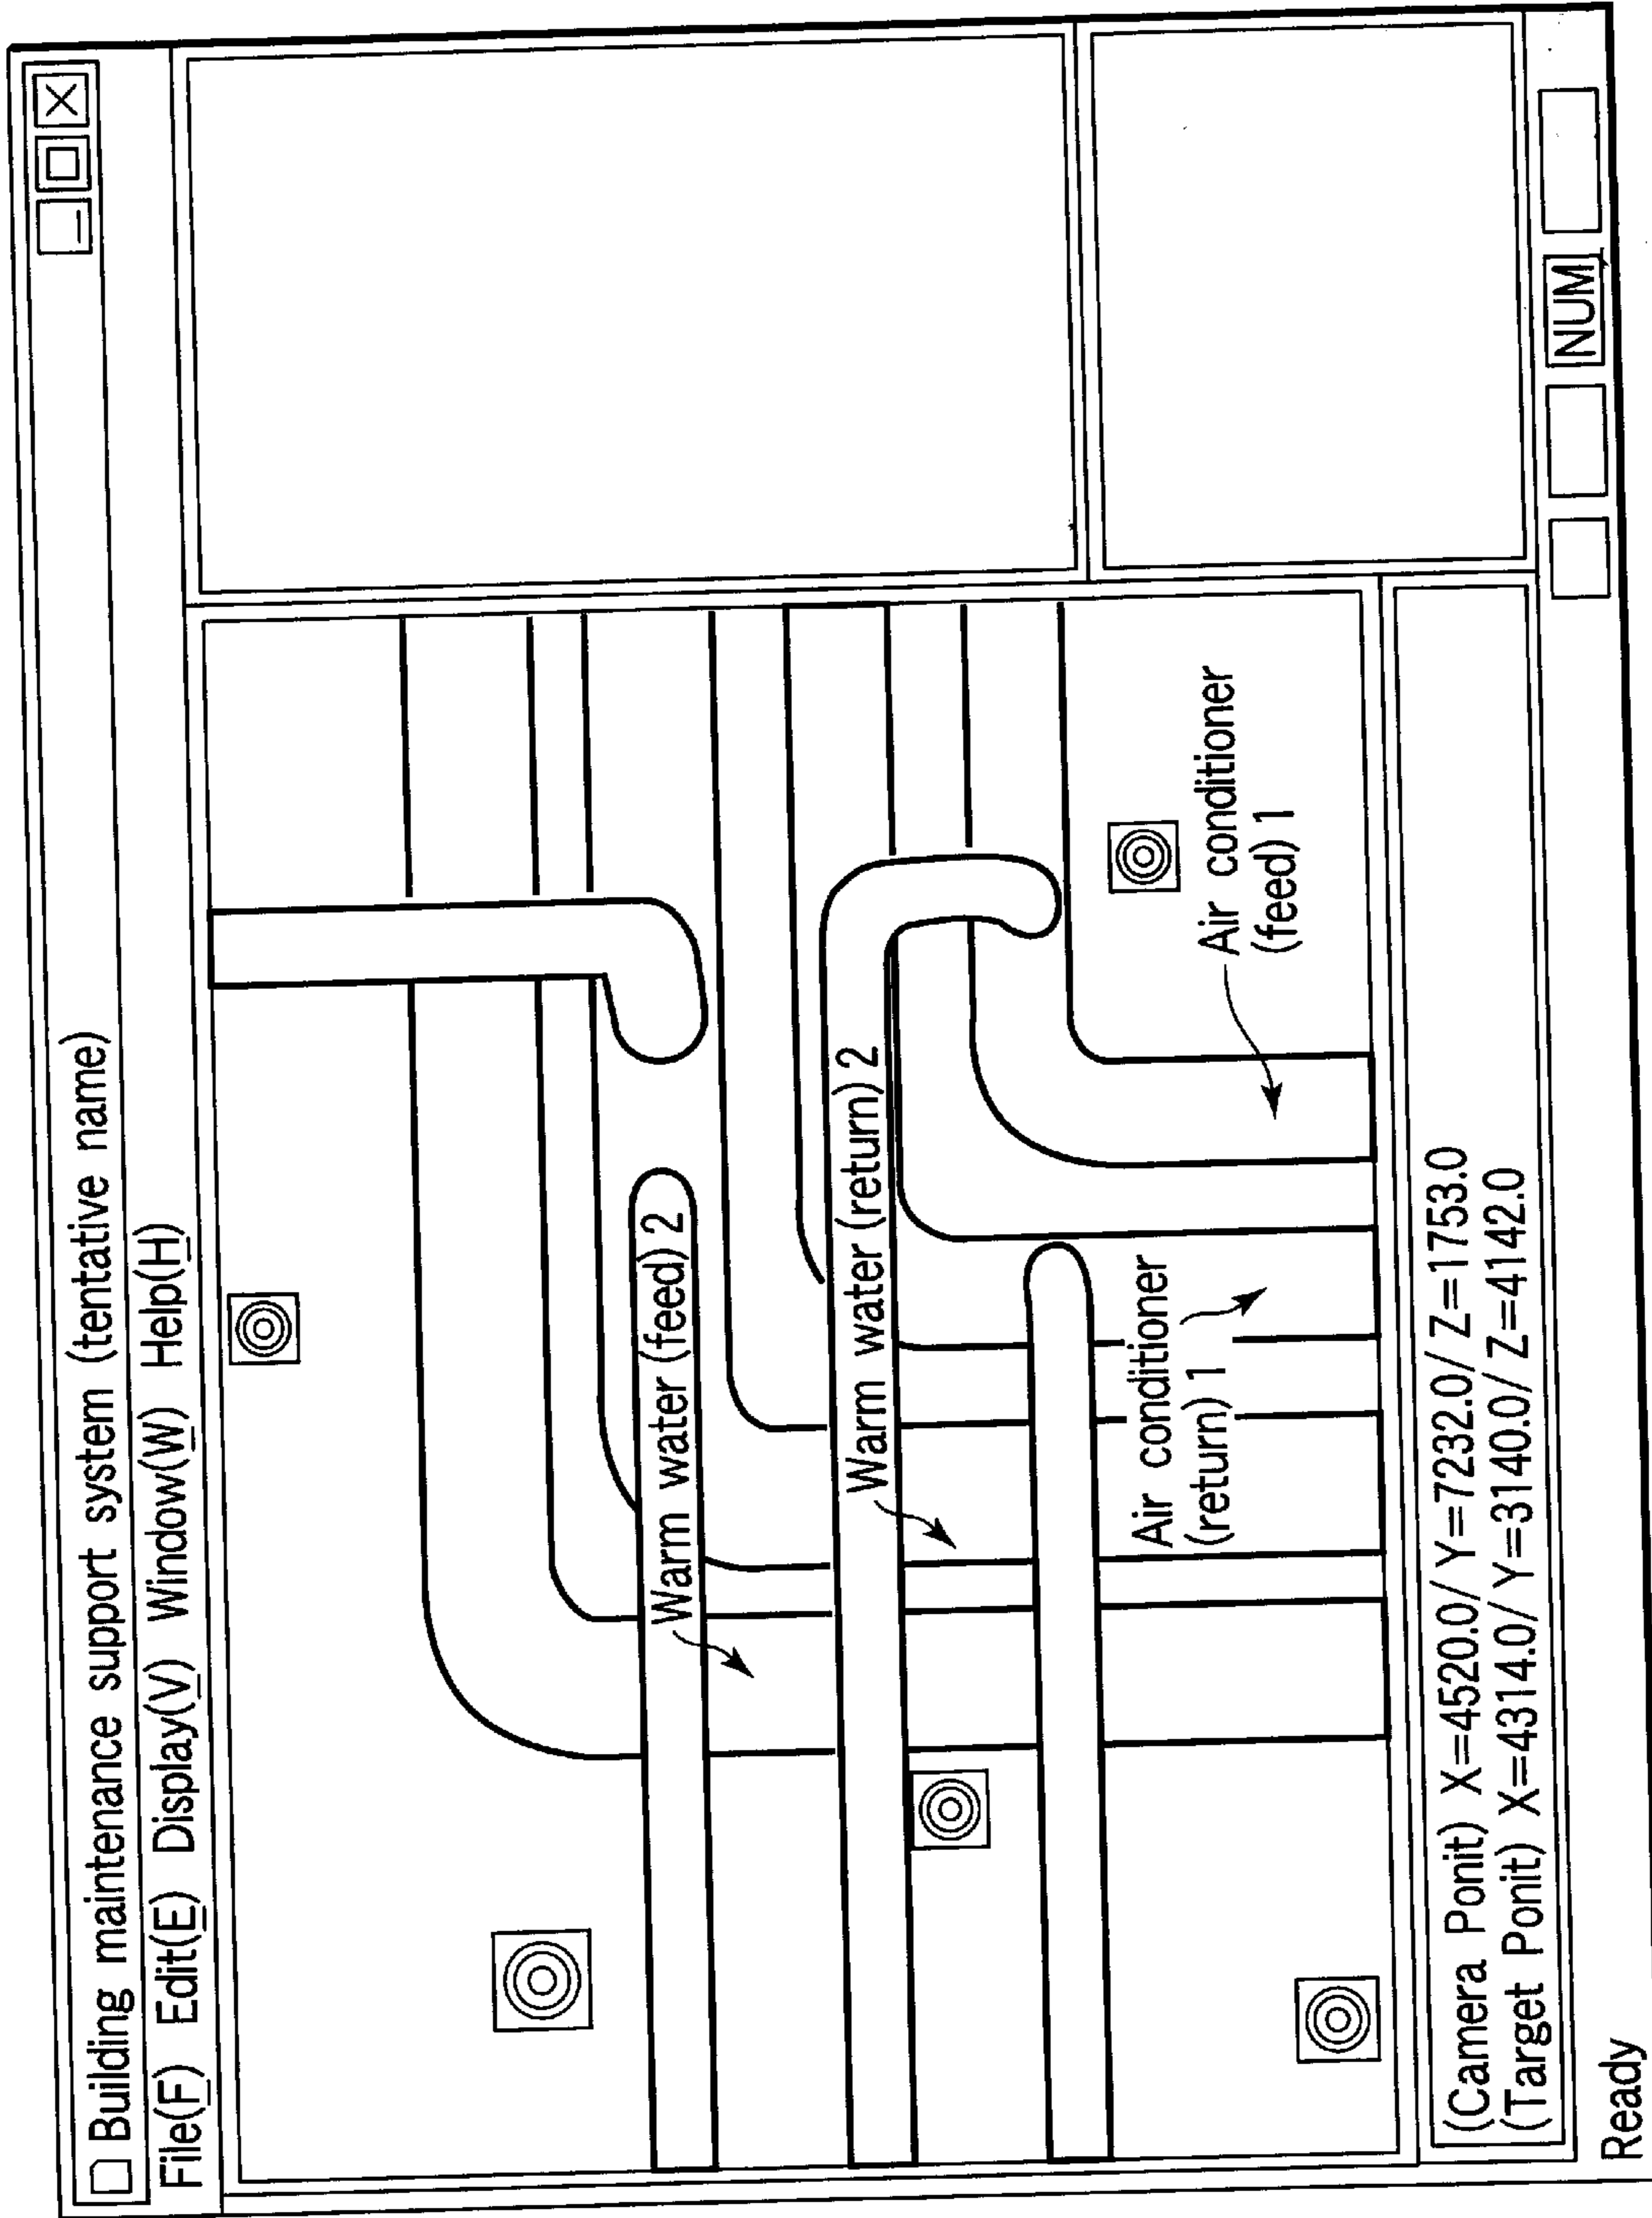 Building maintenance support system (tentative name)
File(F) Edit(E) Display(V) Window(W) Help(H)
Warm water (feed) 2
Warm water (return) 2
Air conditioner
(return) 1
Air conditioner
(feed) 1
(Camera Ponit) X=4520.0/ Y=7232.0/ Z=1753.0
(Target Ponit) X=4314.0/ Y=3140.0/ Z=4142.0
Ready
NUM